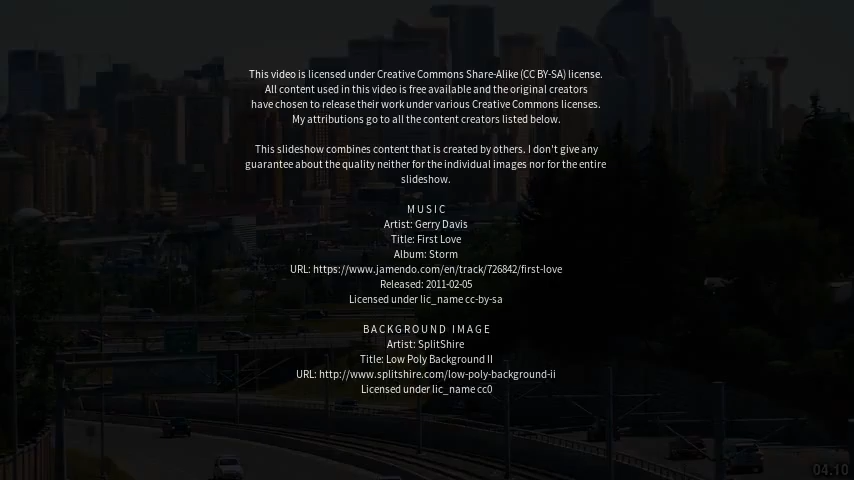 This video is licensed under Creative Commons Share-Alike (CC BY-SA) license.
All content used in this video is free available and the original creators
have chosen to release their work under various Creative Commons licenses.
My attributions go to all the content creators listed below.
This slideshow combines content that is created by others. I don't give any
guarantee about the quality neither for the individual images nor for the entire
slideshow.
MUSIC
Artist: Gerry Davis
Title: First Love
Album: Storm
URL: https://www.jamendo.com/en/track/726842/first-love
Released: 2011-02-05
Licensed under lic_name cc-by-sa
BACKGROUND IMAGE
Artist: SplitShire
Title: Low Poly Background II
URL: http://www.splitshire.com/low-poly-background-ii
Licensed under lic_name cc0
04.10